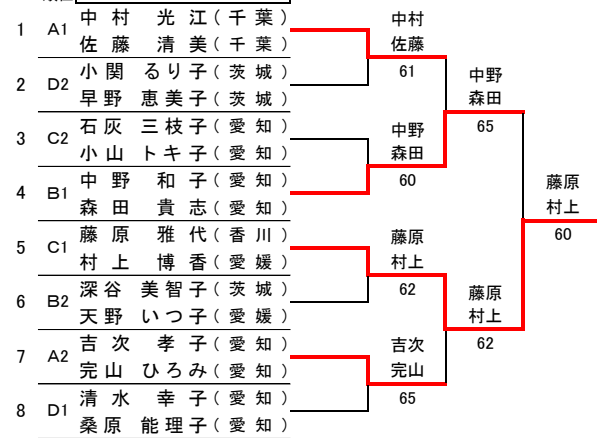 1 A1 中村 光江(千葉)
佐藤 清美(千葉)
2 D2 小関 るり子(茨城)
早野 恵美子(茨城)
3 C2 石灰 三枝子(愛知)
小山 トキ子(愛知)
4 B1 中野 和子(愛知)
森田 貴志(愛知)
5 C1 藤原 雅代(香川)
村上 博香(愛媛)
6 B2 深谷 美智子(茨城)
天野 いつ子(愛媛)
7 A2 吉次 孝子(愛知)
完山 ひろみ(愛知)
8 D1 清水 幸子(愛知)
桑原 能理子(愛知)
中村
佐藤
61
中野
森田
60
藤原
村上
62
吉次
完山
65
中野
森田
65
藤原
村上
62
藤原
村上
60